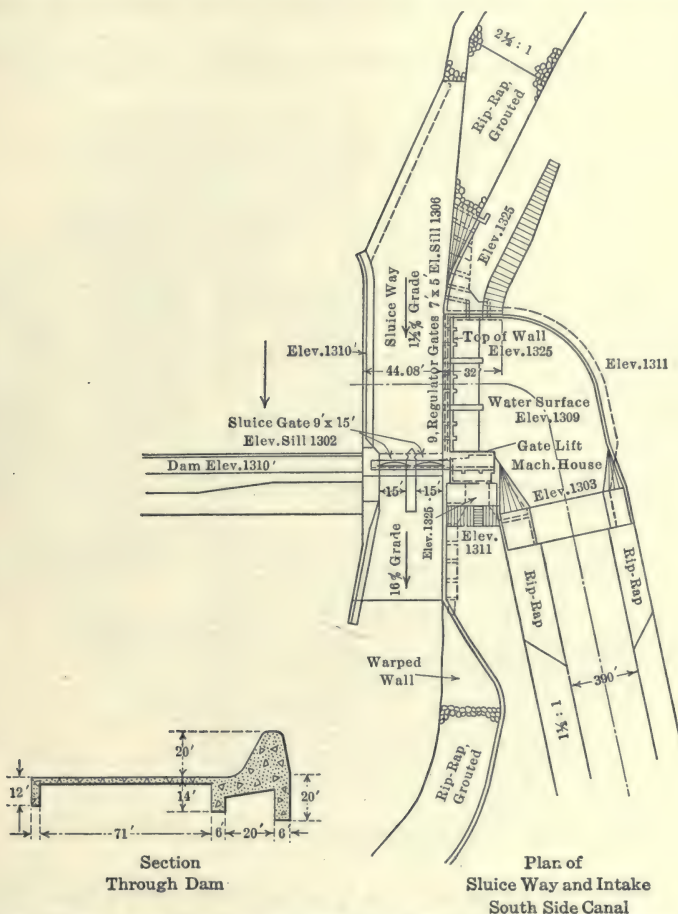 2½ : 1
Rip-Rap,
Grouted
Elev.1325
9, Regulator Gates 7' x 5' El. Sill 1306
Sluice Way
1½% Grade
Top of Wall
Elev.1325
Elev.1310'
44.08'
32'
Elev.1311
Water Surface
Elev.1309
Sluice Gate 9' x 15'
Elev. Sill 1302
Gate Lift
Mach. House
Dam Elev.1310'
15'
15'
Elev.1303
Elev.1325
Elev.
1311
16% Grade
Rip-Rap
Rip-Rap
Warped
Wall
390'
1½ : 1
Rip-Rap,
Grouted
20'
12'
14'
20'
71'
6'
20'
6'
Section
Through Dam
Plan of
Sluice Way and Intake
South Side Canal